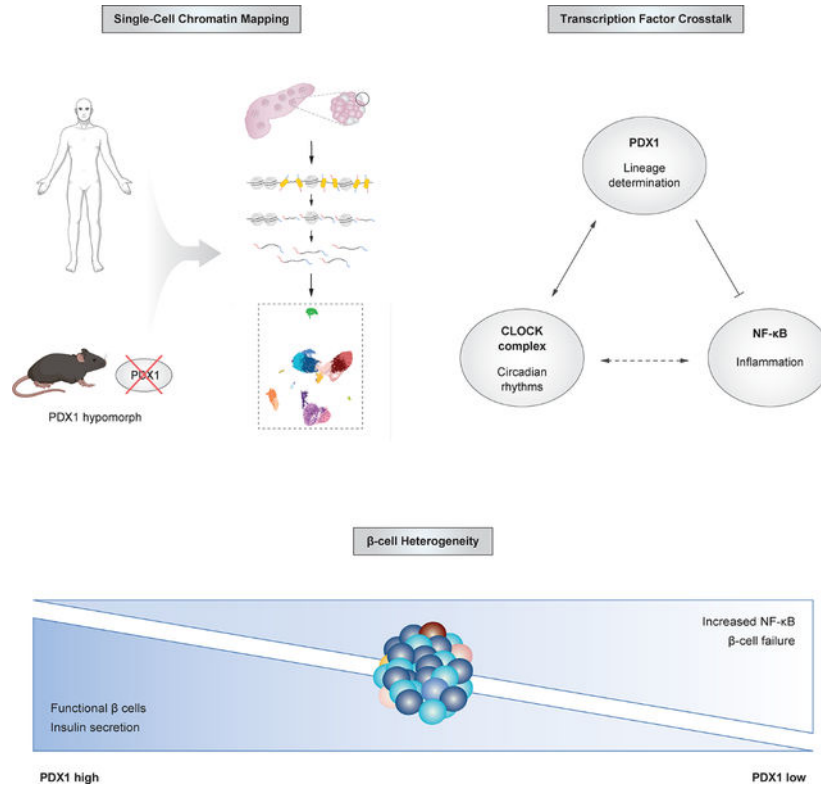 Single-Cell Chromatin Mapping
PDX1
PDX1 hypomorph
Transcription Factor Crosstalk
PDX1
Lineage
determination
CLOCK
complex
Circadian
rhythms
NF-κB
Inflammation
β-cell Heterogeneity
Increased NF-κB
β-cell failure
Functional β cells
Insulin secretion
PDX1 high
PDX1 low